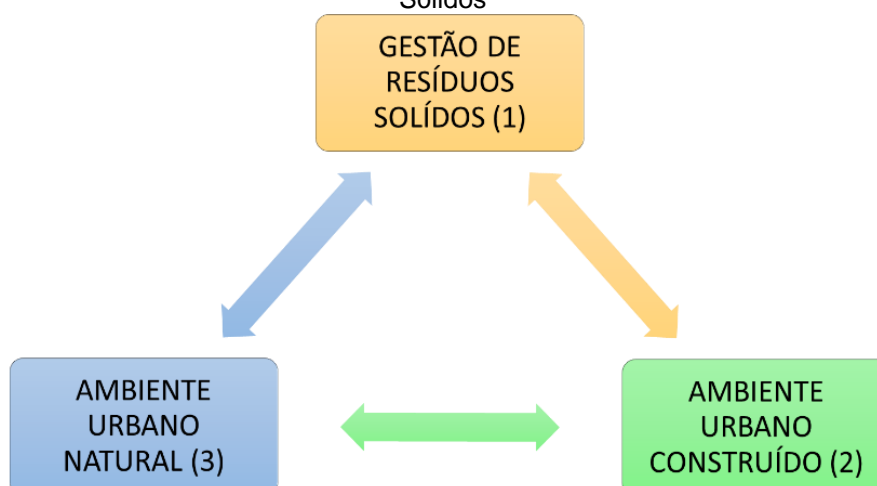 Sólidos
GESTÃO DE
RESÍDUOS
SOLÍDOS (1)
AMBIENTE
URBANO
NATURAL (3)
AMBIENTE
URBANO
CONSTRUÍDO (2)